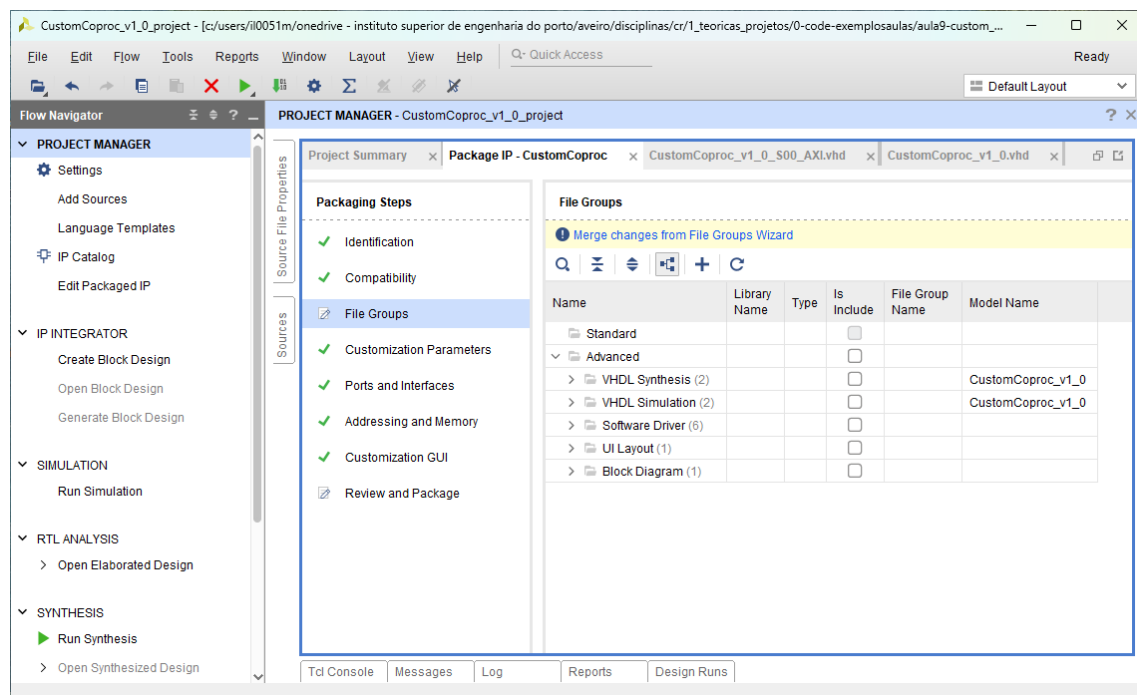 CustomCoproc_v1_0_project - [c:/users/il0051m/onedrive - instituto superior de engenharia do porto/aveiro/disciplinas/cr/1_teoricas_projetos/0-code-exemplosaulas/aula9-custom_...
File Edit Flow Tools Reports Window Layout View Help Q- Quick Access Ready
Default Layout
Flow Navigator
PROJECT MANAGER
Settings
Add Sources
Language Templates
IP Catalog
Edit Packaged IP
IP INTEGRATOR
Create Block Design
Open Block Design
Generate Block Design
SIMULATION
Run Simulation
RTL ANALYSIS
Open Elaborated Design
SYNTHESIS
Run Synthesis
Open Synthesized Design
PROJECT MANAGER - CustomCoproc_v1_0_project
Source File Properties
Sources
Project Summary Package IP - CustomCoproc CustomCoproc_v1_0_S00_AXI.vhd CustomCoproc_v1_0.vhd
Packaging Steps
Identification
Compatibility
File Groups
Customization Parameters
Ports and Interfaces
Addressing and Memory
Customization GUI
Review and Package
File Groups
Merge changes from File Groups Wizard
Name Library Name Type Is Include File Group Name Model Name
Standard
Advanced
VHDL Synthesis (2) CustomCoproc_v1_0
VHDL Simulation (2) CustomCoproc_v1_0
Software Driver (6)
UI Layout (1)
Block Diagram (1)
Tcl Console Messages Log Reports Design Runs